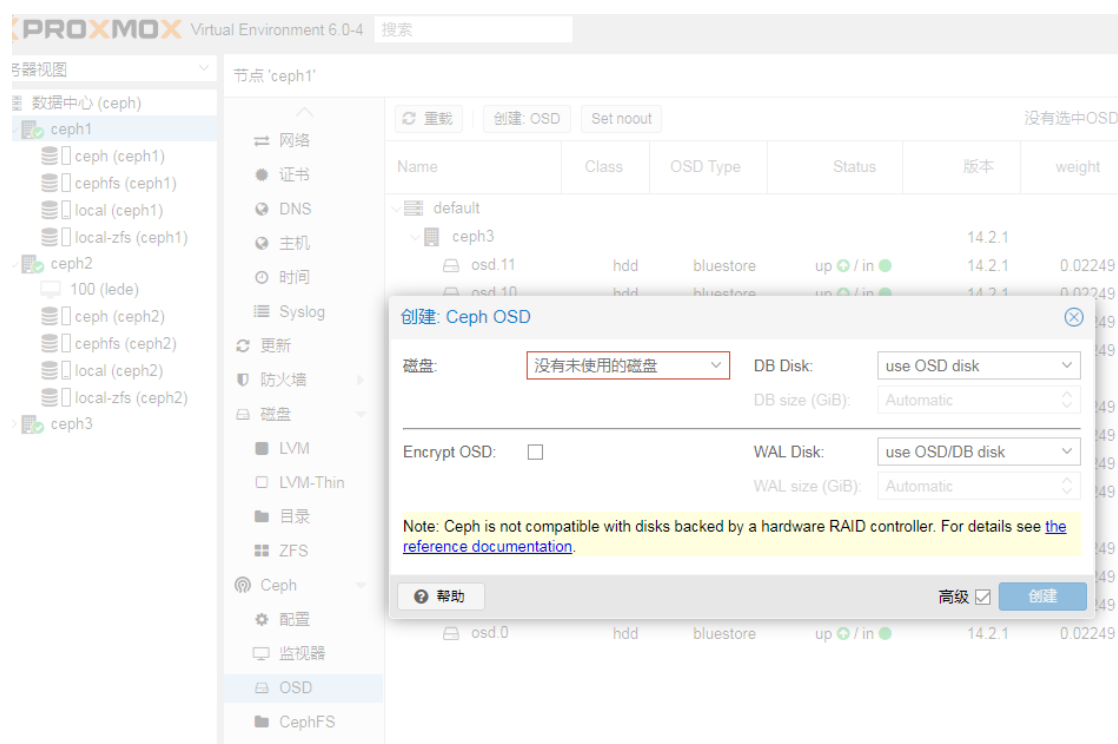 PROXMOX Virtual Environment 6.0-4 搜索
务器视图
数据中心 (ceph)
ceph1
ceph (ceph1)
cephfs (ceph1)
local (ceph1)
local-zfs (ceph1)
ceph2
100 (lede)
ceph (ceph2)
cephfs (ceph2)
local (ceph2)
local-zfs (ceph2)
ceph3
节点 'ceph1'
网络
证书
DNS
主机
时间
Syslog
更新
防火墙
磁盘
LVM
LVM-Thin
目录
ZFS
Ceph
配置
监视器
OSD
CephFS
重载 创建: OSD Set noout 没有选中OSD
Name Class OSD Type Status 版本 weight
default
ceph3 14.2.1
osd.11 hdd bluestore up / in 14.2.1 0.02249
osd.10 hdd bluestore up / in 14.2.1 0.02249
创建: Ceph OSD
磁盘: 没有未使用的磁盘 DB Disk: use OSD disk
DB size (GiB): Automatic
Encrypt OSD: WAL Disk: use OSD/DB disk
WAL size (GiB): Automatic
Note: Ceph is not compatible with disks backed by a hardware RAID controller. For details see the
reference documentation.
帮助 高级 创建
249
249
249
249
249
249
249
249
249
osd.0 hdd bluestore up / in 14.2.1 0.02249